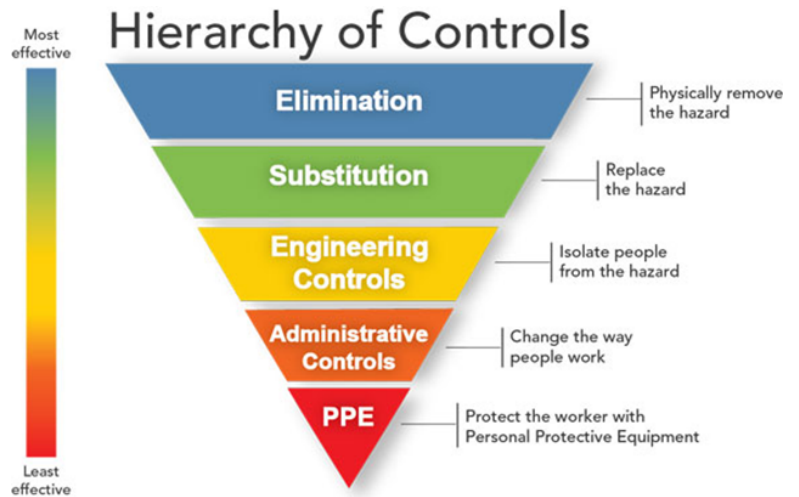 Hierarchy of Controls
Most
effective
Elimination
Physically remove
the hazard
Substitution
Replace
the hazard
Engineering
Controls
Isolate people
from the hazard
Administrative
Controls
Change the way
people work
PPE
Protect the worker with
Personal Protective Equipment
Least
effective